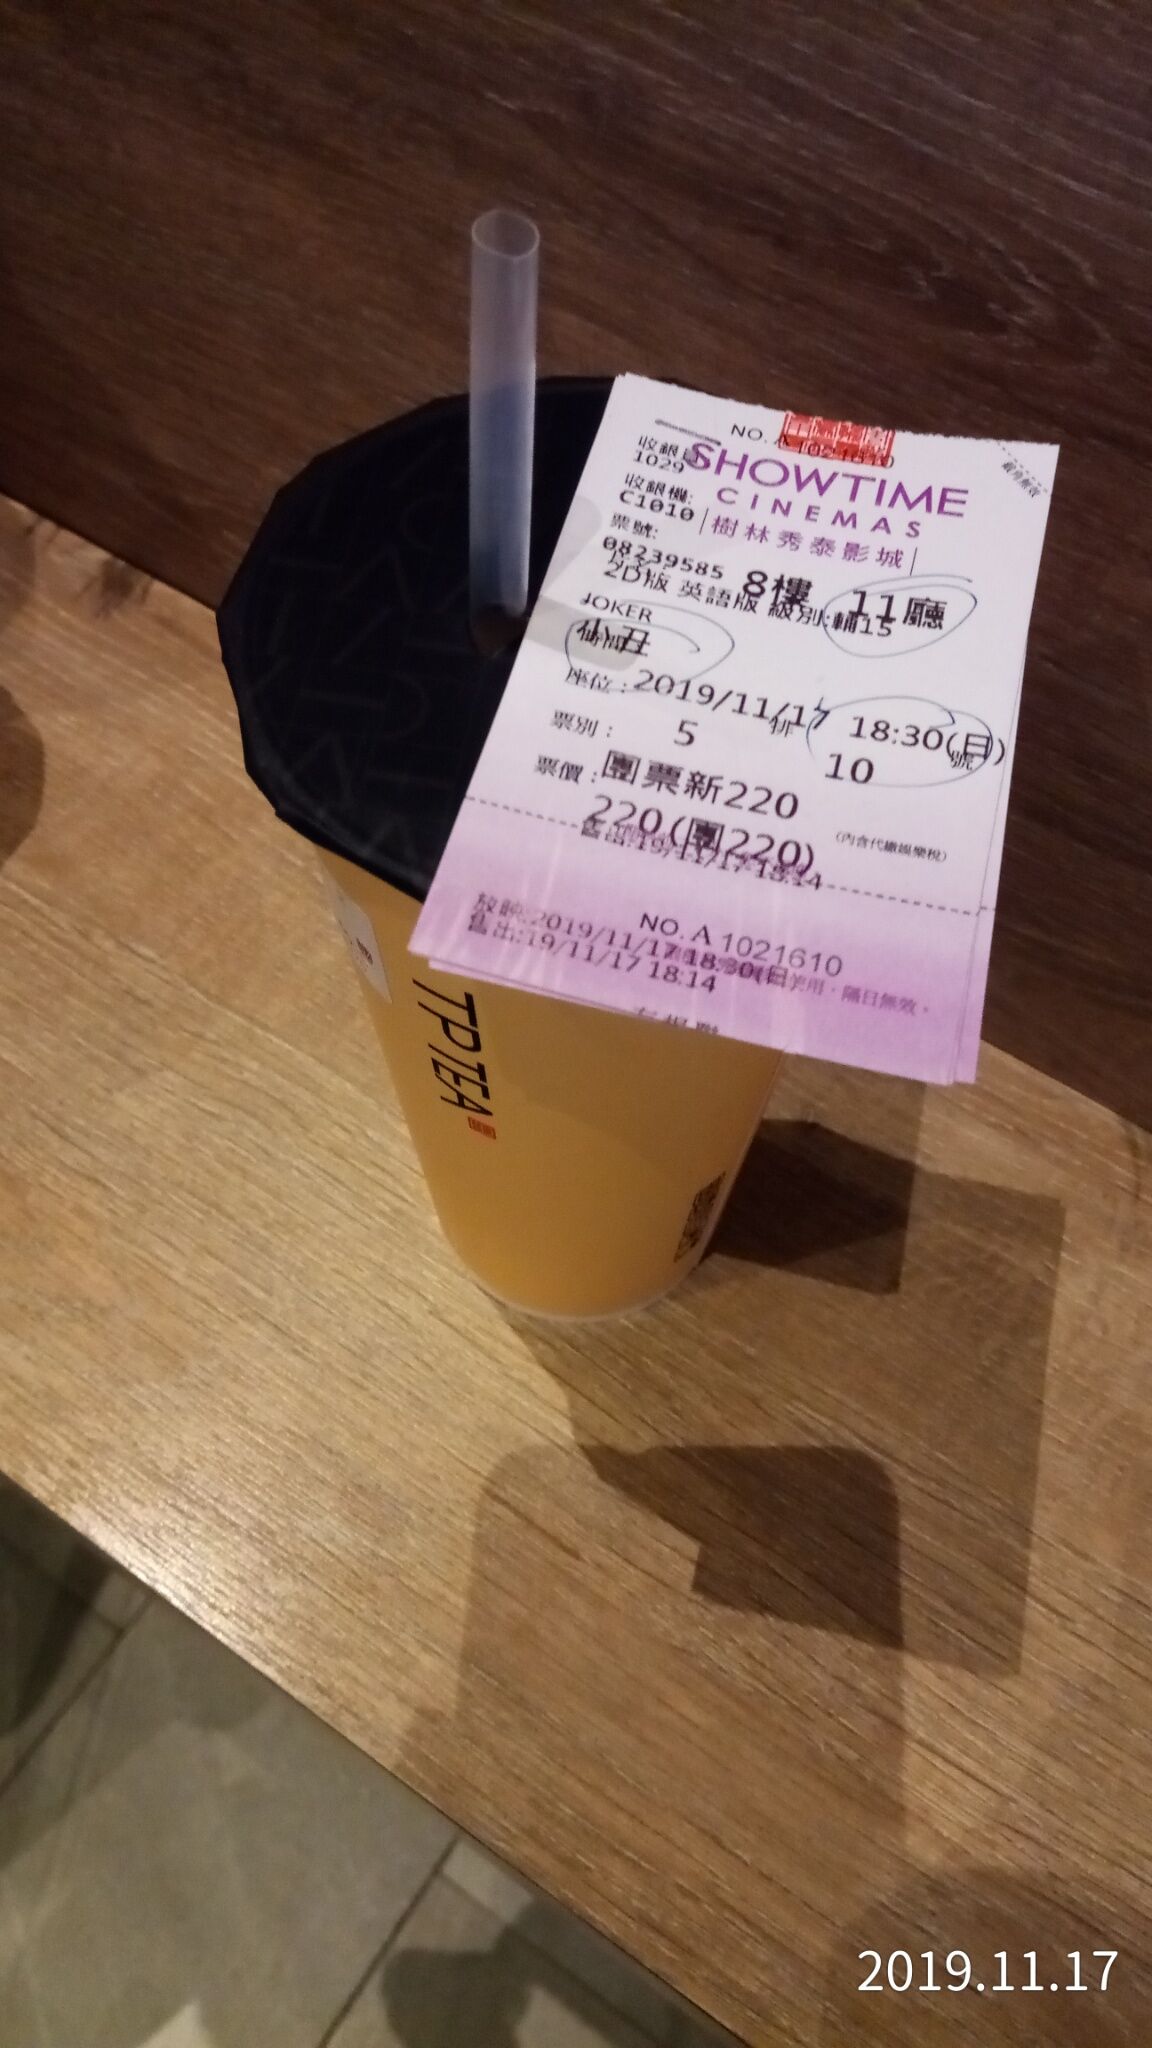 NO. A 1021610
收銀員:
1029
SHOWTIME
CINEMAS
收銀機:
C1010
樹林秀泰影城
票號:
08239585
8樓 11廳
2D版 英語版 級別:輔15
JOKER
小丑
2019/11/17 18:30(日)
座位: 5 排 10 號
票別: 團票新220
票價: 220(團220)
(內含代繳娛樂稅)
售出:19/11/17 18:14
NO. A 1021610
放映:2019/11/17 18:30(日)
售出:19/11/17 18:14
使用,隔日無效。
TPTEA
2019.11.17